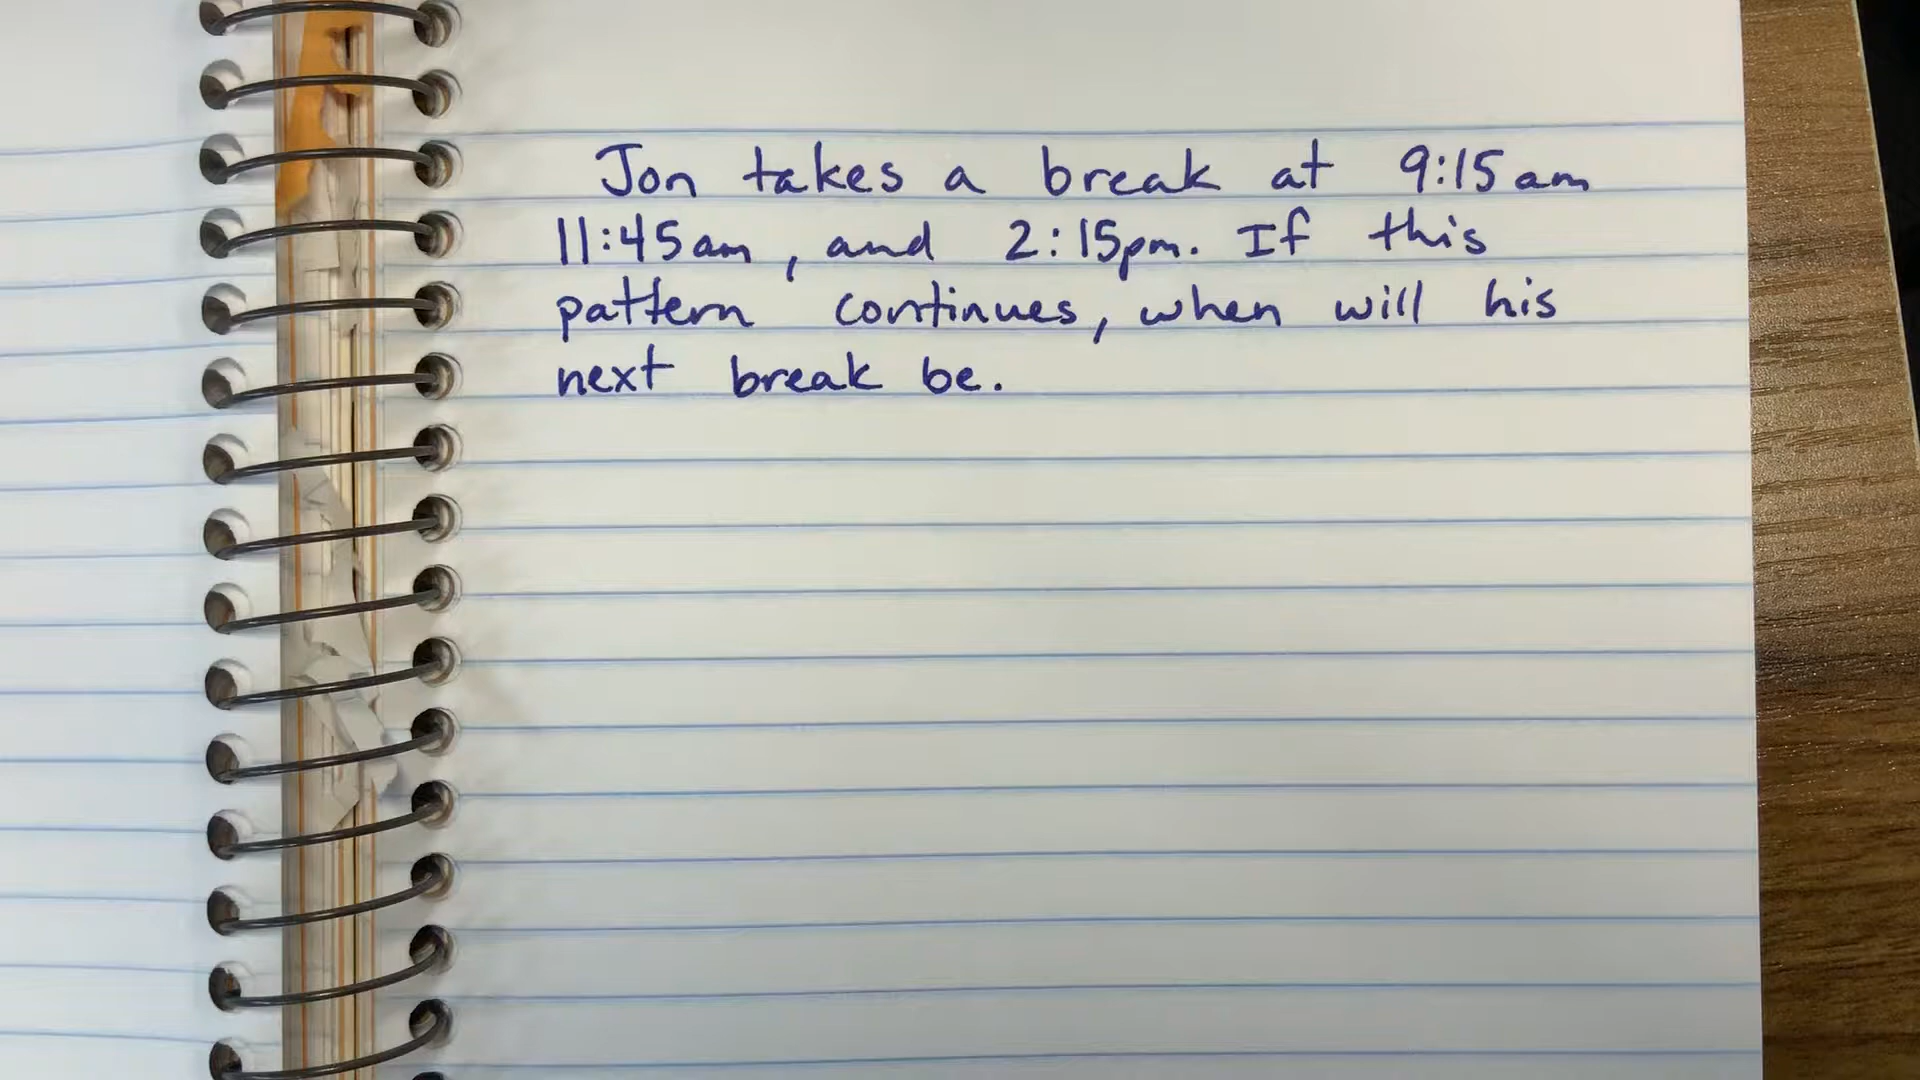 Jon takes a break at 9:15am
11:45am, and 2:15pm. If this
pattern continues, when will his
next break be.